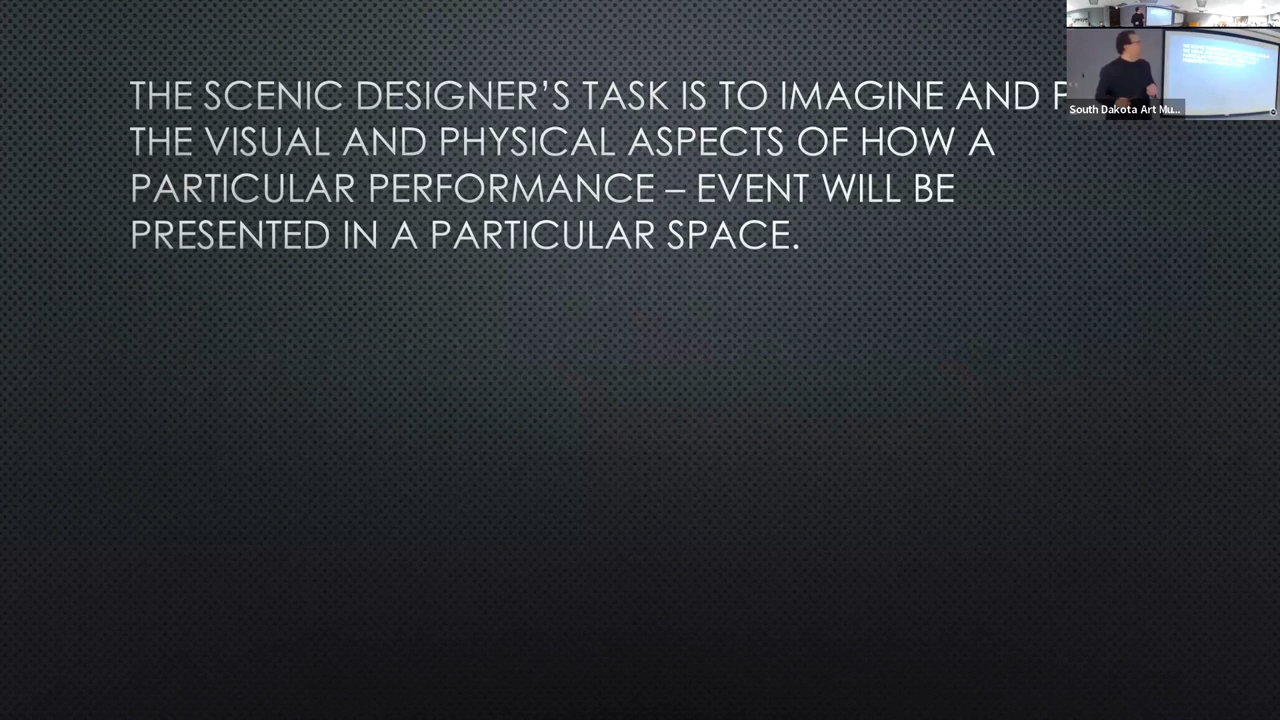 THE SCENIC DESIGNER’S TASK IS TO IMAGINE AND
THE VISUAL AND PHYSICAL ASPECTS OF HOW A
PARTICULAR PERFORMANCE – EVENT WILL BE
PRESENTED IN A PARTICULAR SPACE.
South Dakota Art Mu...